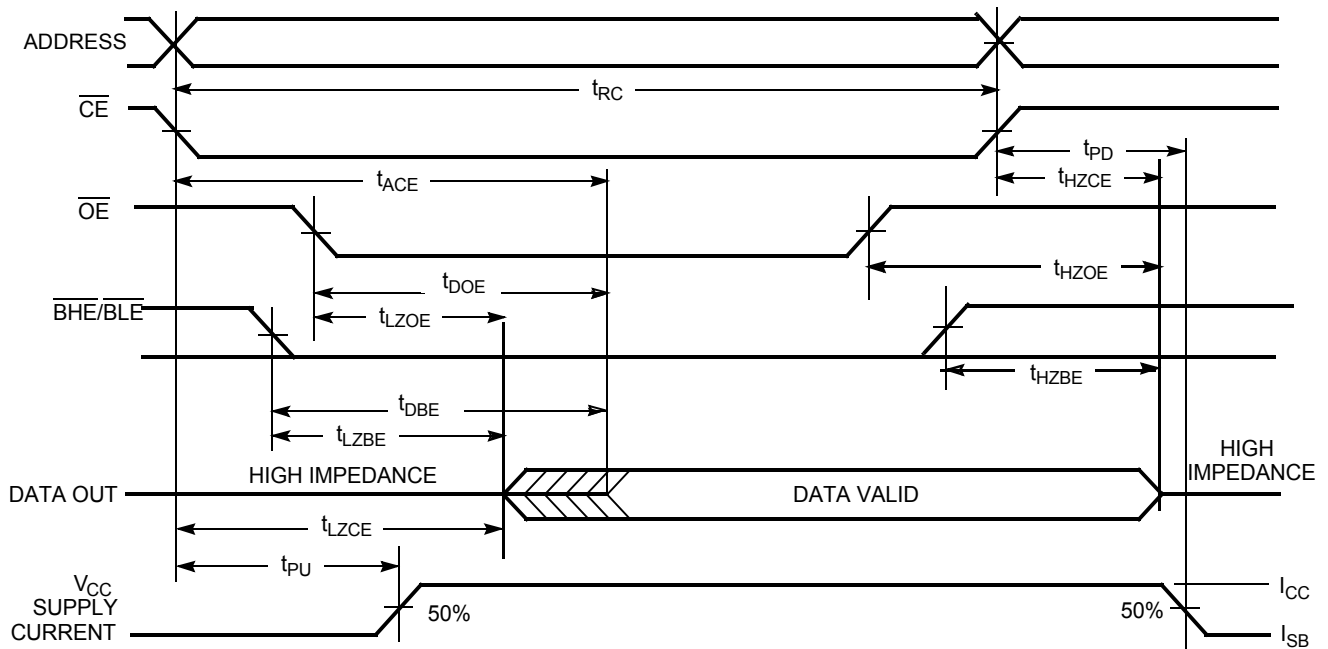 ADDRESS
tRC
CE
tPD
tACE
tHZCE
OE
tHZOE
tDOE
BHE/BLE
tLZOE
tHZBE
tDBE
tLZBE
HIGH IMPEDANCE
HIGH
IMPEDANCE
DATA OUT
DATA VALID
tLZCE
tPU
VCC
SUPPLY
CURRENT
50%
50%
ICC
ISB